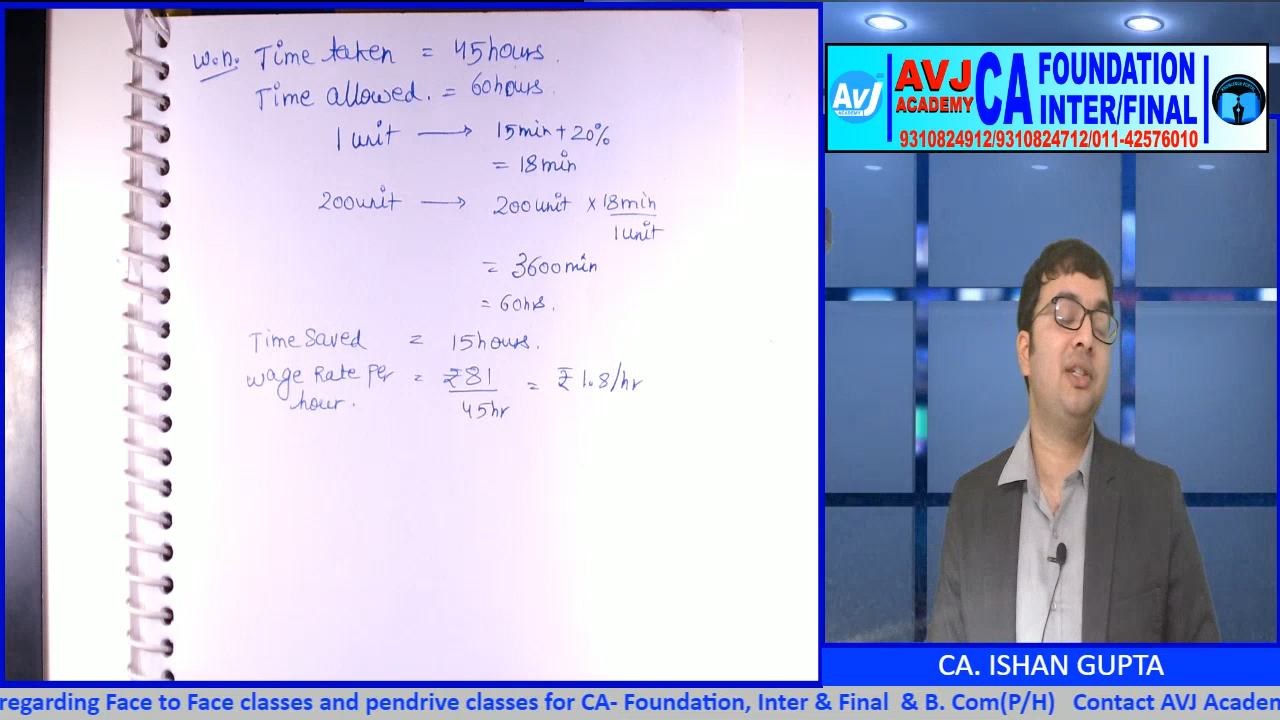 W.n. Time taken = 45hours.
Time allowed. = 60hours
1 unit → 15min + 20%
= 18min
200unit → 200unit × 18min
1unit
= 3600min
= 60hrs.
Time Saved = 15hours.
Wage Rate per hour. = ₹81 / 45hr = ₹1.8/hr
AVJ
ACADEMY
AVJ
ACADEMY
CA
FOUNDATION
INTER/FINAL
9310824912/9310824712/011-42576010
CA. ISHAN GUPTA
regarding Face to Face classes and pendrive classes for CA- Foundation, Inter & Final & B. Com(P/H) Contact AVJ Acader